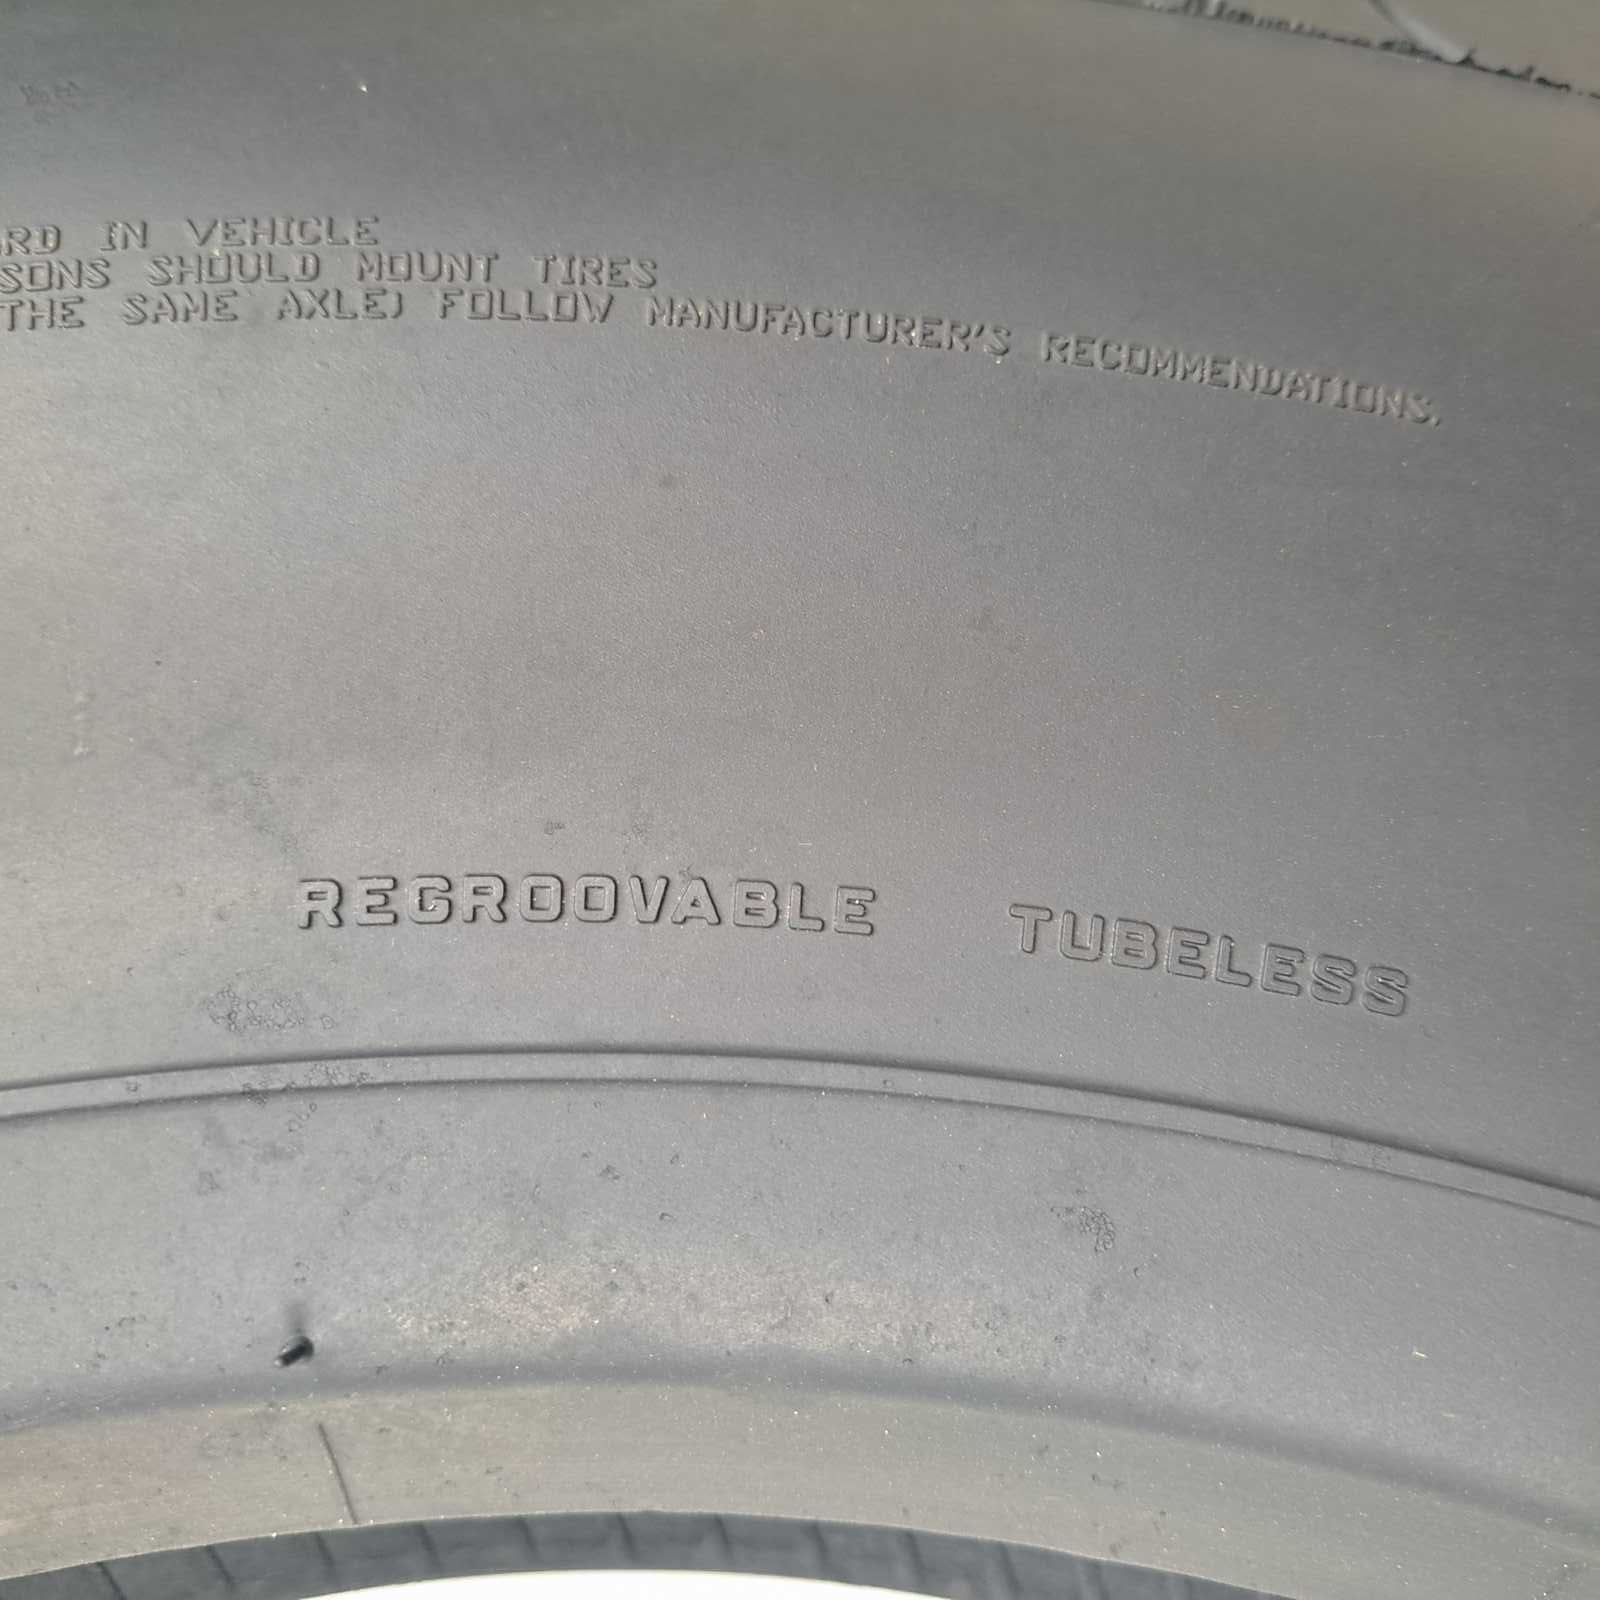 RD IN VEHICLE
SONS SHOULD MOUNT TIRES
THE SAME AXLE) FOLLOW MANUFACTURER'S RECOMMENDATIONS.
REGROOVABLE TUBELESS